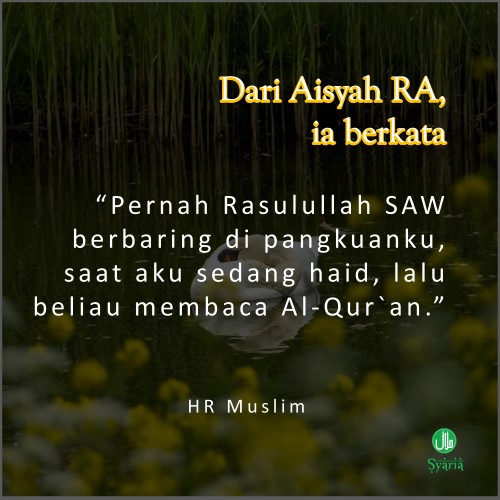 Dari Aisyah RA,
ia berkata
“Pernah Rasulullah SAW
berbaring di pangkuanku,
saat aku sedang haid, lalu
beliau membaca Al-Qur`an.”
HR Muslim
حلال
Syaria